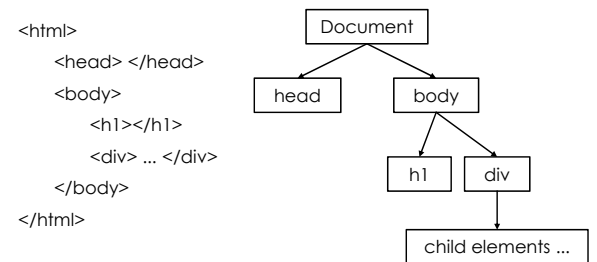 <html>
<head> </head>
<body>
<h1></h1>
<div> ... </div>
</body>
</html>
Document
head
body
h1
div
child elements ...